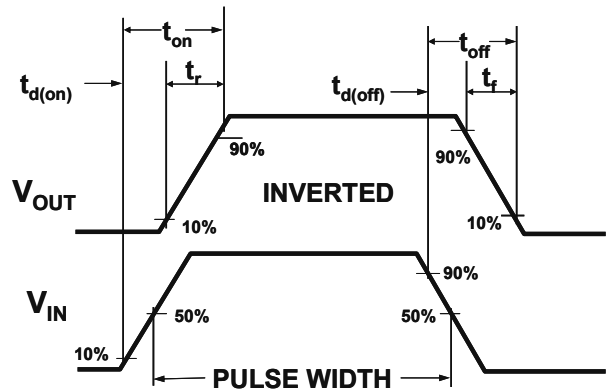 t_on
t_off
t_d(on)
t_r
t_d(off)
t_f
90%
90%
V_OUT
INVERTED
10%
10%
90%
V_IN
50%
50%
10%
PULSE WIDTH